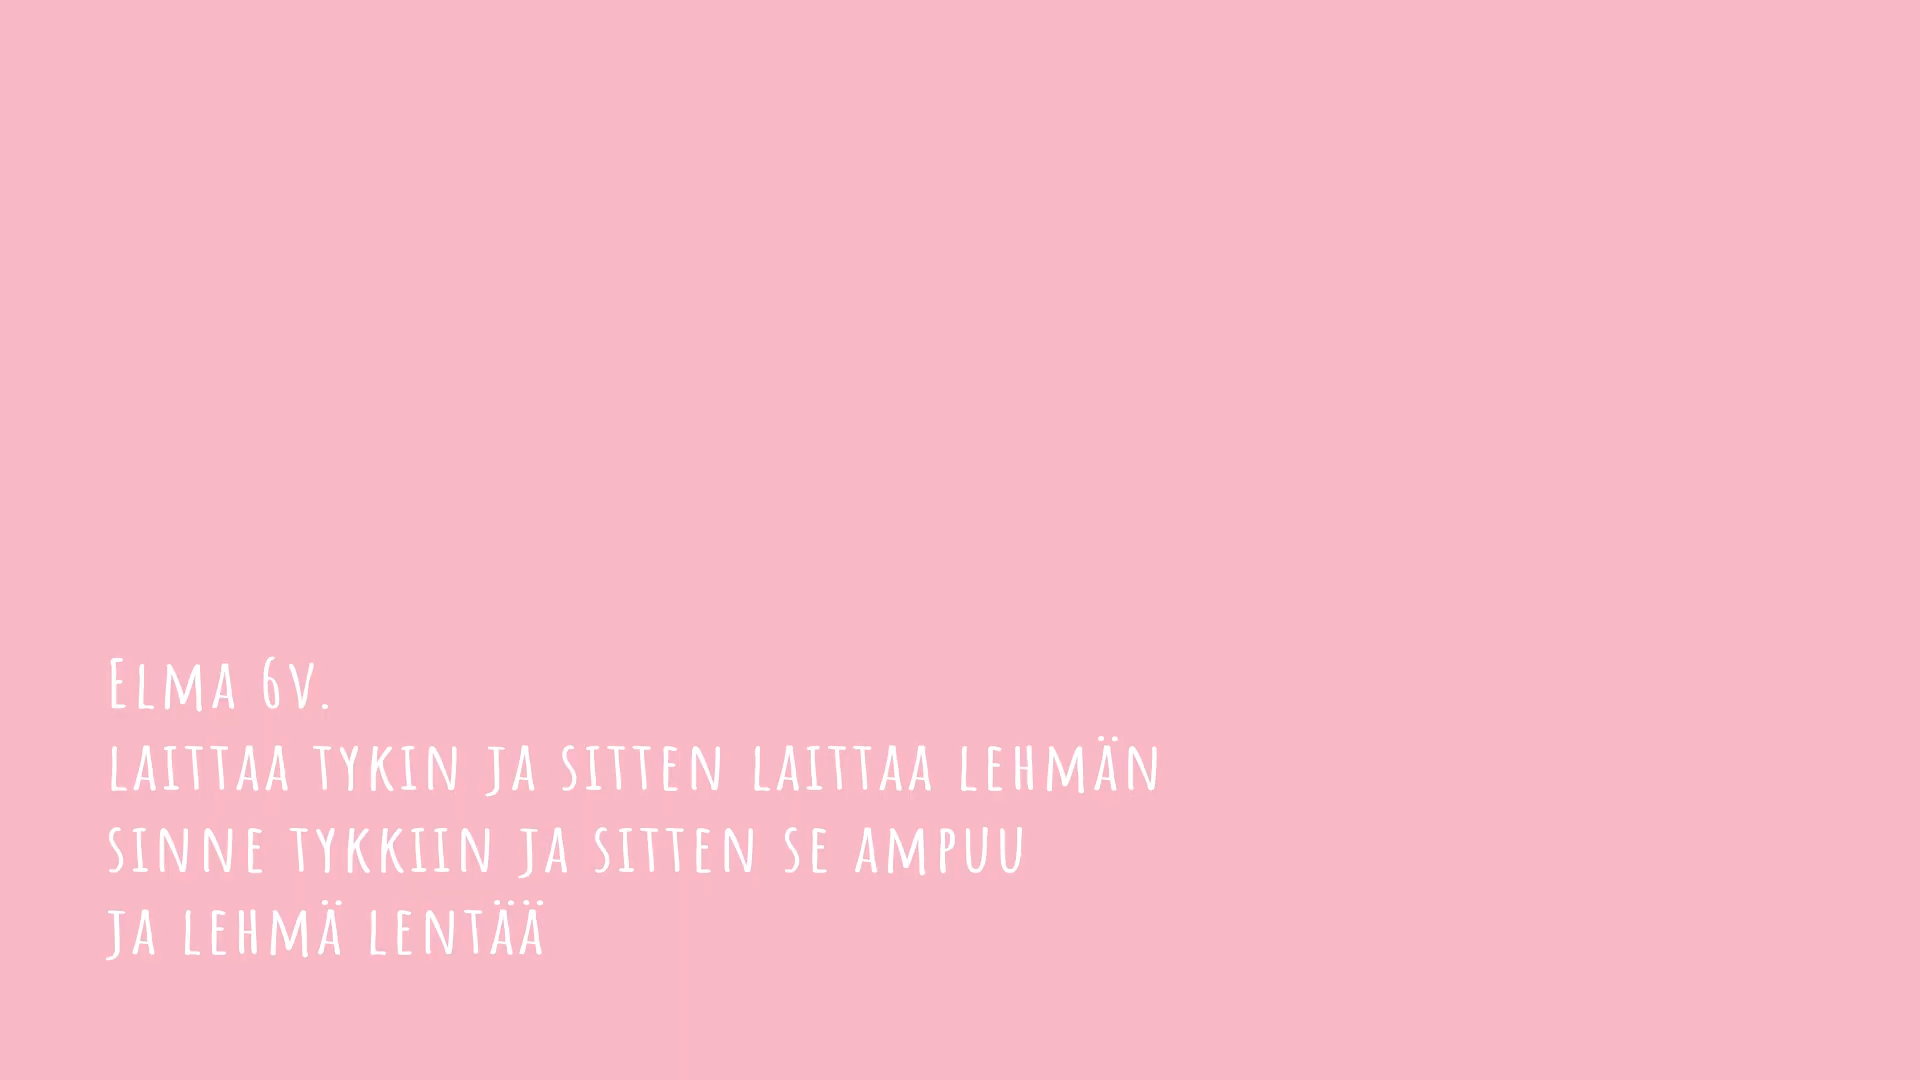 Elma 6v.
laittaa tykin ja sitten laittaa lehmän
sinne tykkiin ja sitten se ampuu
ja lehmä lentää